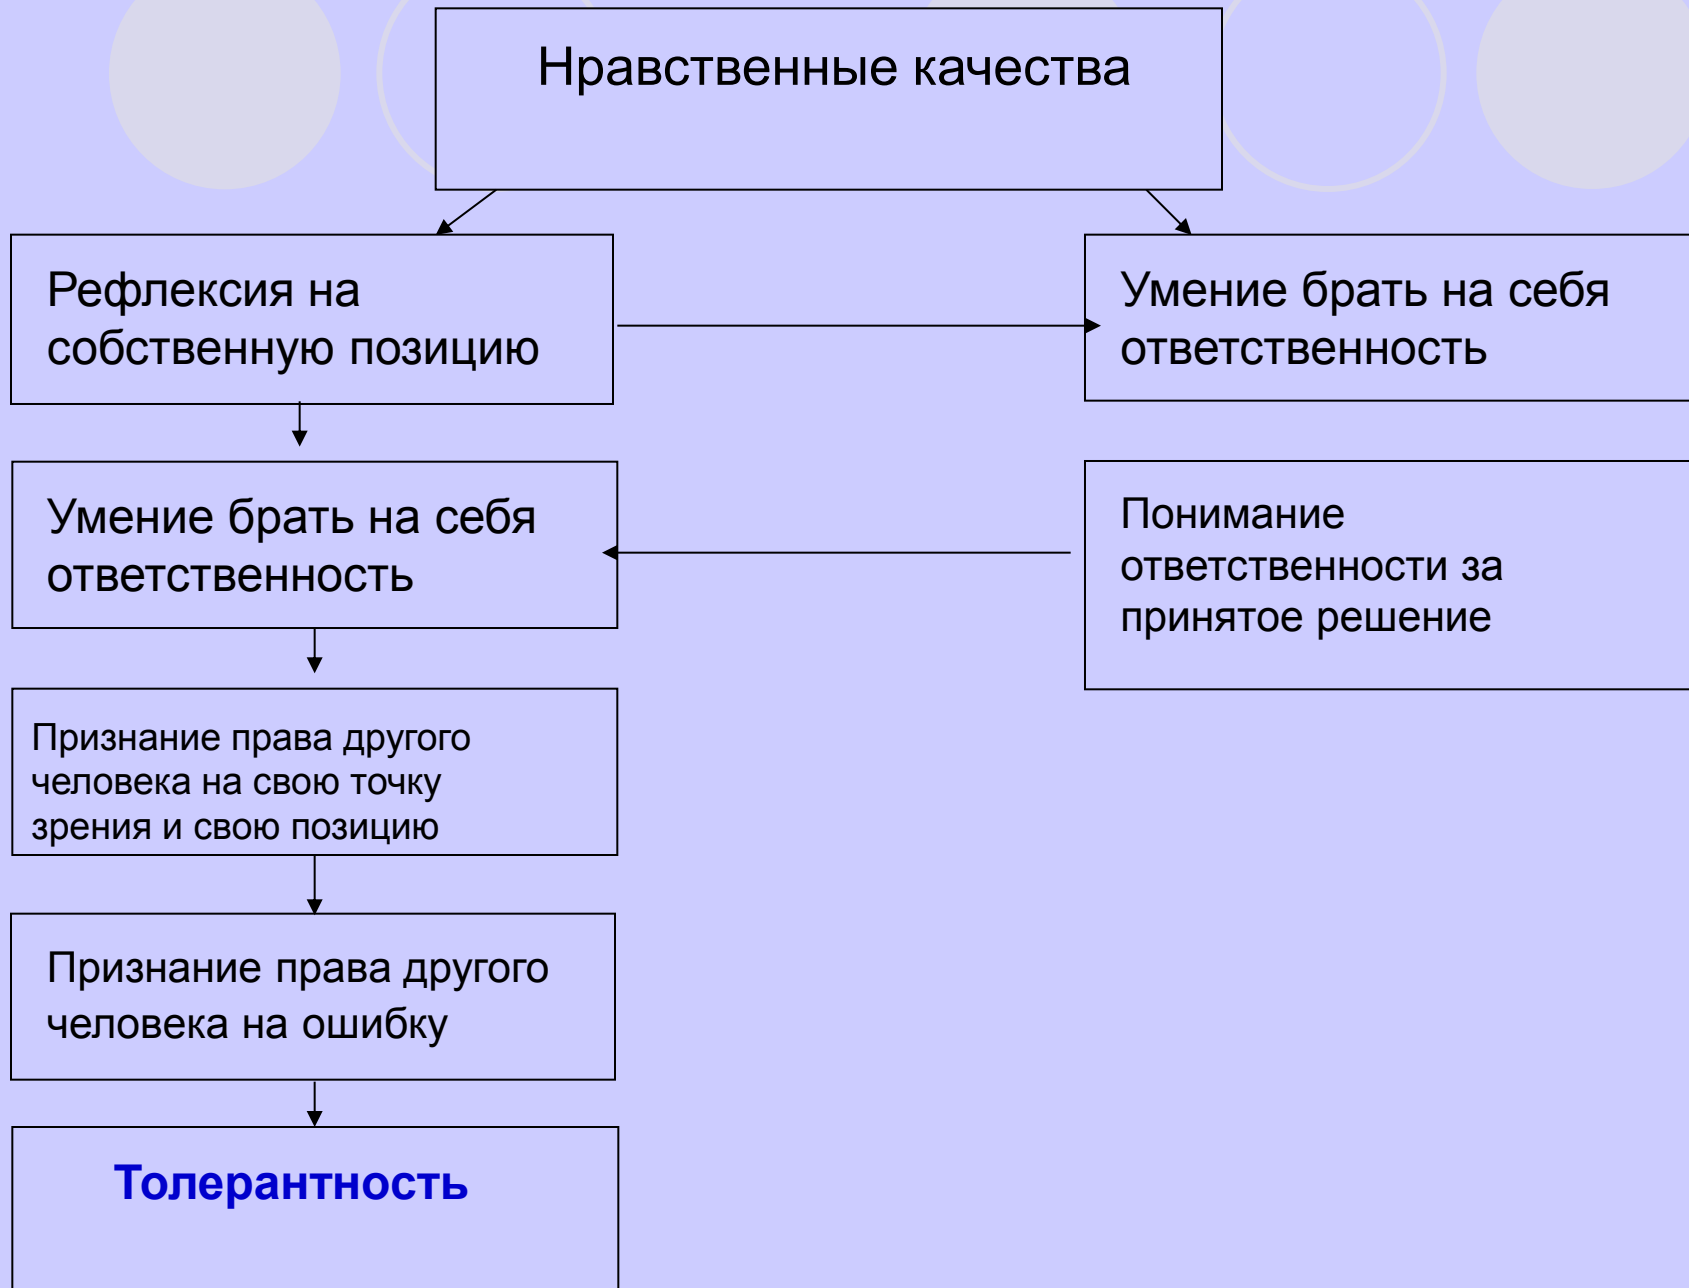 Нравственные качества
Рефлексия на
собственную позицию
Умение брать на себя
ответственность
Умение брать на себя
ответственность
Понимание
ответственности за
принятое решение
Признание права другого
человека на свою точку
зрения и свою позицию
Признание права другого
человека на ошибку
Толерантность